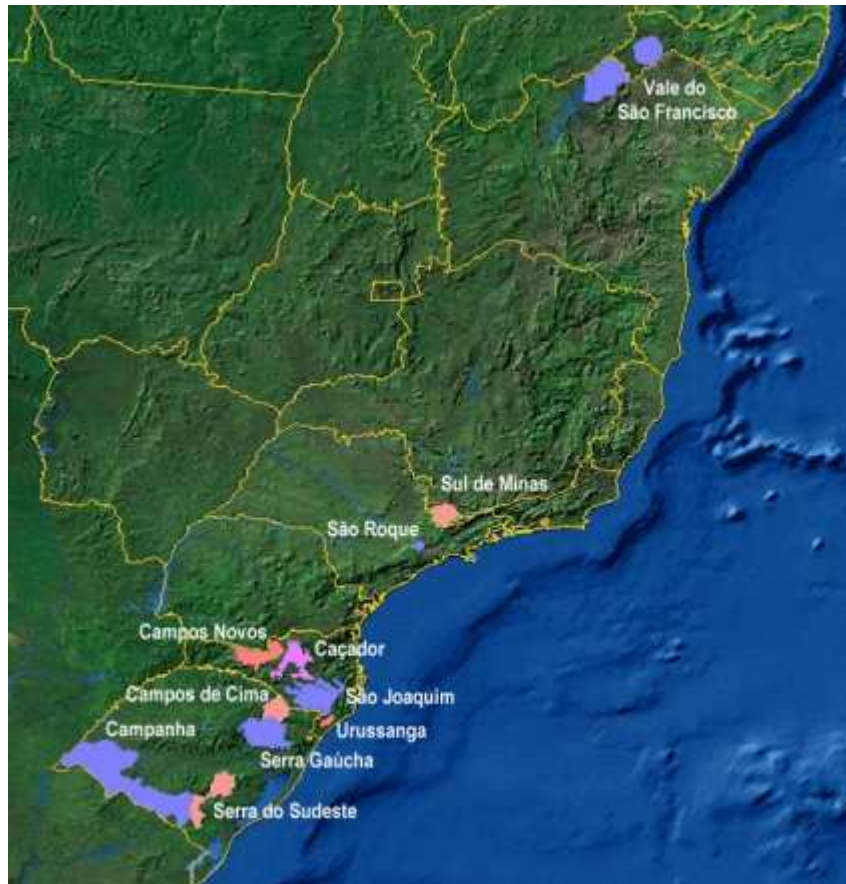 Vale do
São Francisco
Sul de Minas
São Roque
Campos Novos
Caçador
Campos de Cima
São Joaquim
Campanha
Urussanga
Serra Gaúcha
Serra do Sudeste